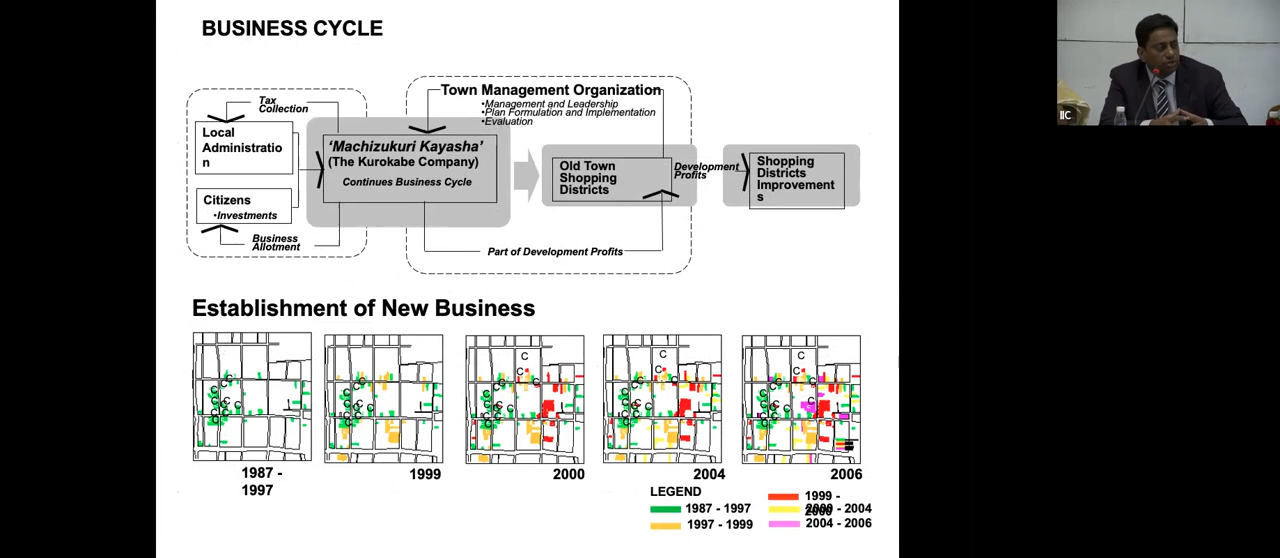 BUSINESS CYCLE
Tax
Collection
Local
Administratio
n
Citizens
•Investments
Business
Allotment
'Machizukuri Kayasha'
(The Kurokabe Company)
Continues Business Cycle
Town Management Organization
•Management and Leadership
•Plan Formulation and Implementation
•Evaluation
Old Town
Shopping
Districts
Part of Development Profits
Development
Profits
Shopping
Districts
Improvement
s
IIC
Establishment of New Business
1987 -
1997
1999
2000
2004
2006
LEGEND
1987 - 1997
1997 - 1999
1999 -
2000
2000 - 2004
2004 - 2006